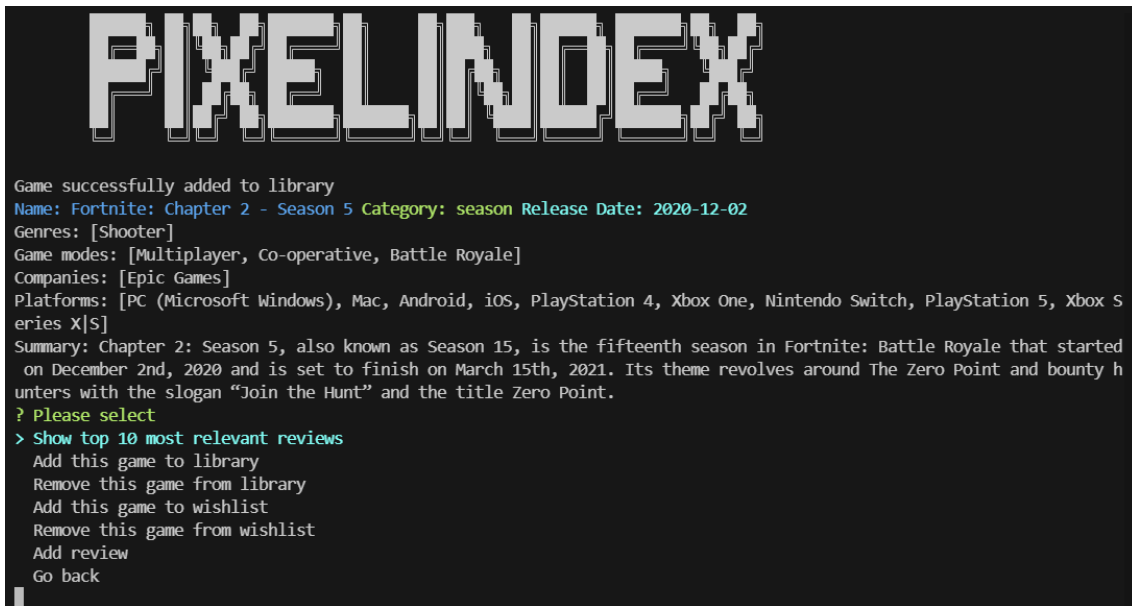 PIXELINDEX
Game successfully added to library
Name: Fortnite: Chapter 2 - Season 5 Category: season Release Date: 2020-12-02
Genres: [Shooter]
Game modes: [Multiplayer, Co-operative, Battle Royale]
Companies: [Epic Games]
Platforms: [PC (Microsoft Windows), Mac, Android, iOS, PlayStation 4, Xbox One, Nintendo Switch, PlayStation 5, Xbox S
eries X|S]
Summary: Chapter 2: Season 5, also known as Season 15, is the fifteenth season in Fortnite: Battle Royale that started
 on December 2nd, 2020 and is set to finish on March 15th, 2021. Its theme revolves around The Zero Point and bounty h
unters with the slogan “Join the Hunt” and the title Zero Point.
? Please select
> Show top 10 most relevant reviews
  Add this game to library
  Remove this game from library
  Add this game to wishlist
  Remove this game from wishlist
  Add review
  Go back